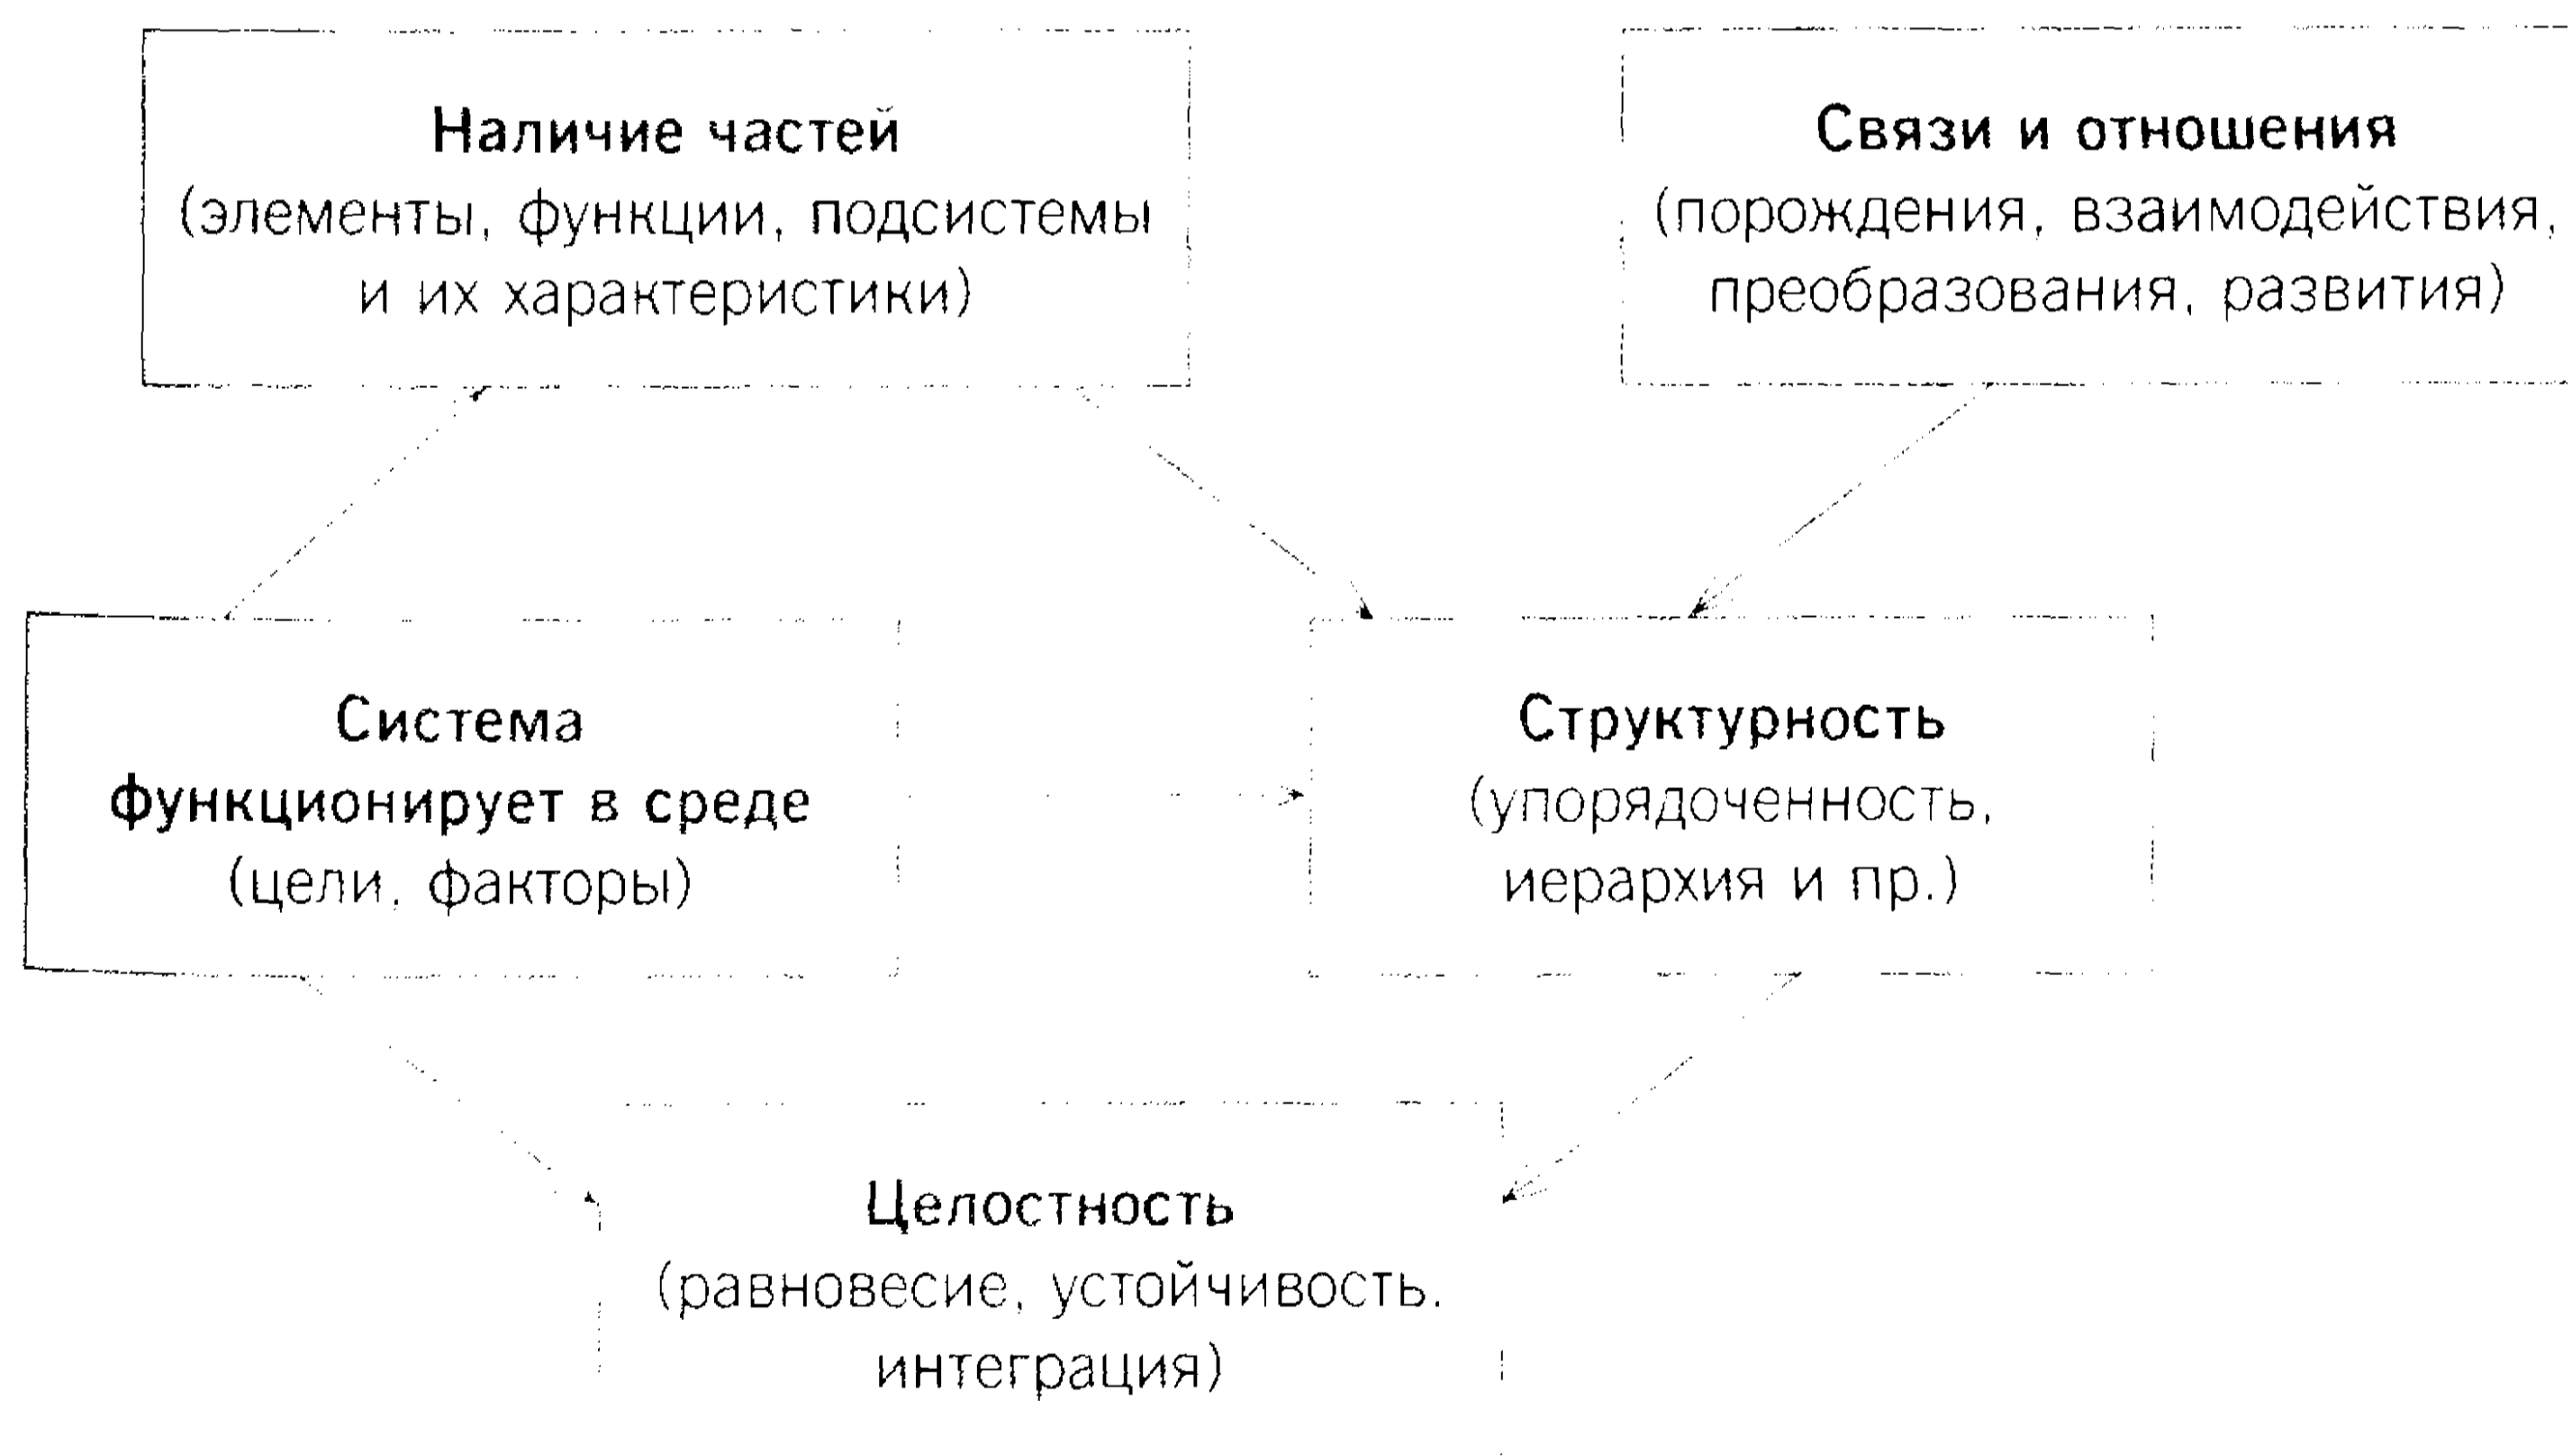 Наличие частей
(элементы, функции, подсистемы
и их характеристики)
Связи и отношения
(порождения, взаимодействия,
преобразования, развития)
Система
функционирует в среде
(цели, факторы)
Структурность
(упорядоченность,
иерархия и пр.)
Целостность
(равновесие, устойчивость,
интеграция)